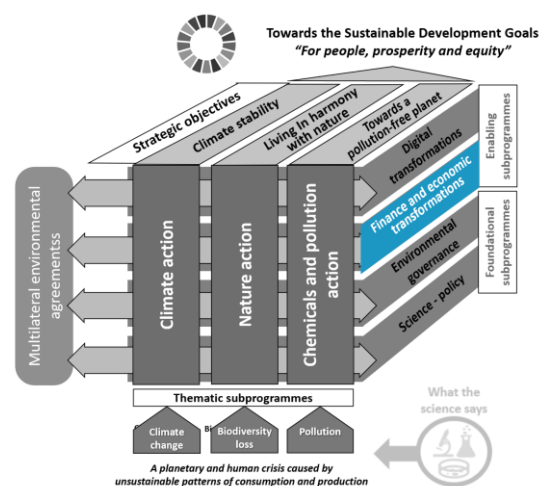 Towards the Sustainable Development Goals
“For people, prosperity and equity”
Strategic objectives
Climate stability
Living In harmony
with nature
Towards a
pollution-free planet
Digital
transformations
Finance and economic
transformations
Environmental
governance
Science - policy
Enabling
subprogrammes
Foundational
subprogrammes
Multilateral environmental
agreementss
Climate action
Nature action
Chemicals and pollution
action
Thematic subprogrammes
Climate
change
Bi
Biodiversity
loss
Pollution
What the
science says
A planetary and human crisis caused by
unsustainable patterns of consumption and production